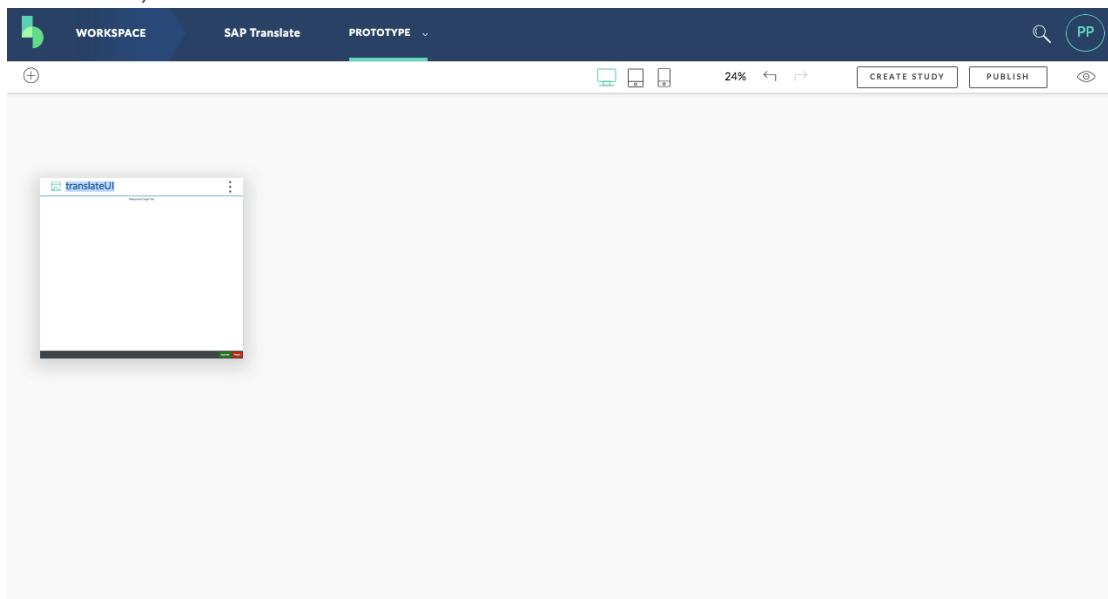 WORKSPACE SAP Translate PROTOTYPE PP
24% CREATE STUDY PUBLISH
translateUI